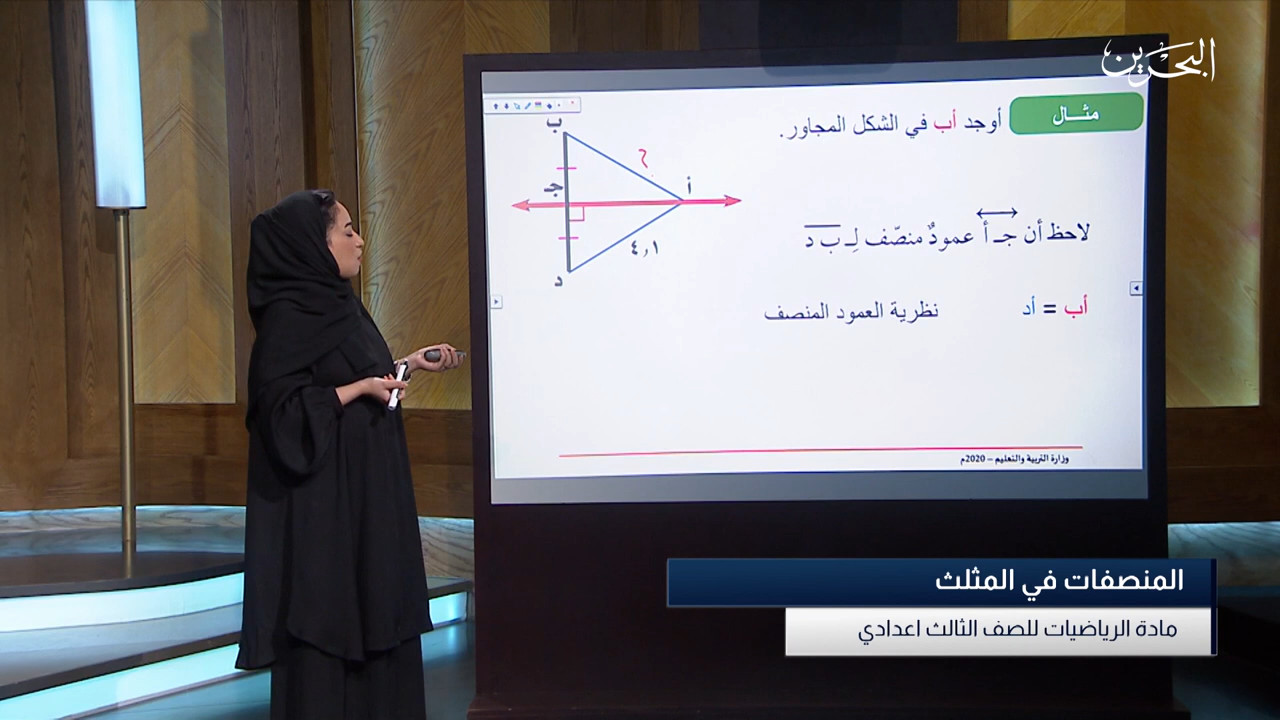 البحرين
مثـــال
أوجد أب في الشكل المجاور.
ب
؟
أ
جـ
٤,١
د
لاحظ أن جـ أ عمودٌ منصّف لِـ ب د
أب = أد
نظرية العمود المنصف
وزارة التربية والتعليم – 2020م
المنصفات في المثلث
مادة الرياضيات للصف الثالث اعدادي